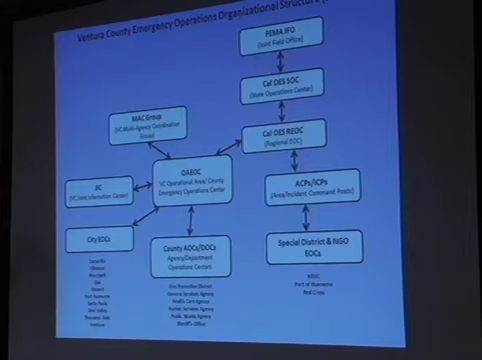 Ventura County Emergency Operations Organizational Structure
FEMA JFO
(Joint Field Office)
Cal OES SOC
(State Operations Center)
MAC Group
(VC Multi-Agency Coordination
Group)
Cal OES REOC
(Regional EOC)
OAEOC
VC Operational Area/ County
Emergency Operations Center
JIC
(VC Joint Information Center)
ACPs/ICPs
(Area/Incident Command Posts)
City EOCs
County AOCs/DOCs
Agency/Department
Operations Centers
Special District & NGO
EOCs
Camarillo
Fillmore
Moorpark
Ojai
Oxnard
Port Hueneme
Santa Paula
Simi Valley
Thousand Oaks
Ventura
Fire Protection District
General Services Agency
Health Care Agency
Human Services Agency
Public Works Agency
Sheriff's Office
Port of Hueneme
Red Cross